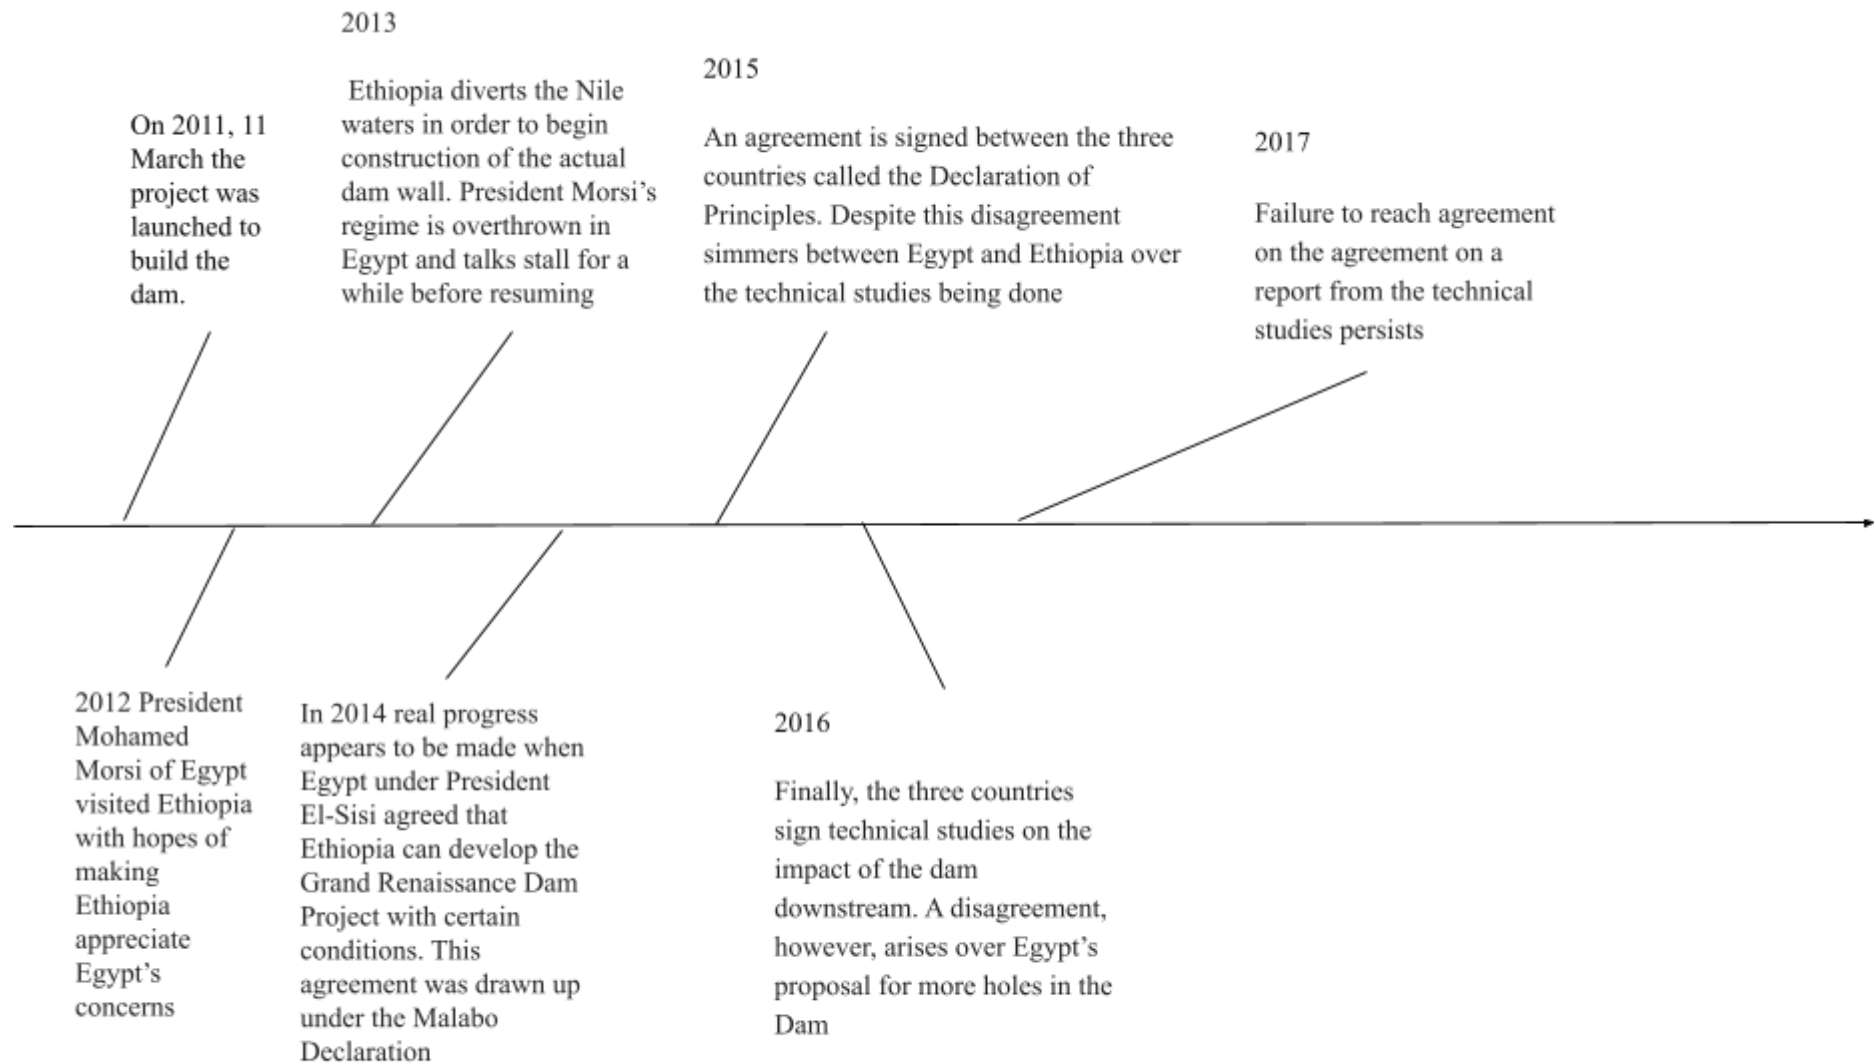 On 2011, 11
March the
project was
launched to
build the
dam.
2012 President
Mohamed
Morsi of Egypt
visited Ethiopia
with hopes of
making
Ethiopia
appreciate
Egypt's
concerns
2013
Ethiopia diverts the Nile
waters in order to begin
construction of the actual
dam wall. President Morsi's
regime is overthrown in
Egypt and talks stall for a
while before resuming
In 2014 real progress
appears to be made when
Egypt under President
El-Sisi agreed that
Ethiopia can develop the
Grand Renaissance Dam
Project with certain
conditions. This
agreement was drawn up
under the Malabo
Declaration
2015
An agreement is signed between the three
countries called the Declaration of
Principles. Despite this disagreement
simmers between Egypt and Ethiopia over
the technical studies being done
2016
Finally, the three countries
sign technical studies on the
impact of the dam
downstream. A disagreement,
however, arises over Egypt's
proposal for more holes in the
Dam
2017
Failure to reach agreement
on the agreement on a
report from the technical
studies persists